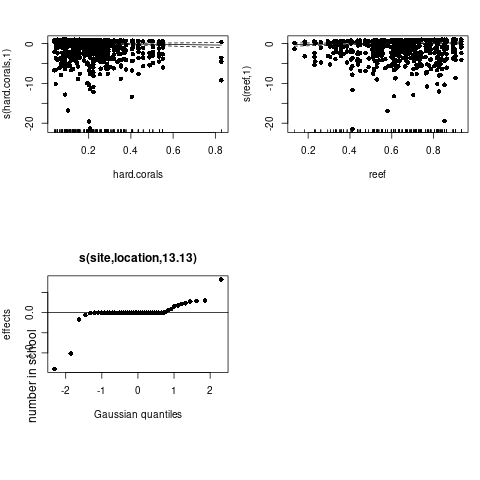 s(hard.corals,1)
0
-10
-20
0.2 0.4 0.6 0.8
hard.corals
s(reef,1)
0
-10
-20
0.2 0.4 0.6 0.8
reef
s(site,location,13.13)
effects
number in school
0.0
-2 -1 0 1 2
Gaussian quantiles